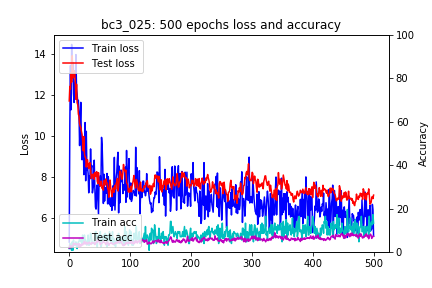 bc3_025: 500 epochs loss and accuracy
Train loss
Test loss
Train acc
Test acc
Loss
Accuracy
14
12
10
8
6
100
80
60
40
20
0
0
100
200
300
400
500